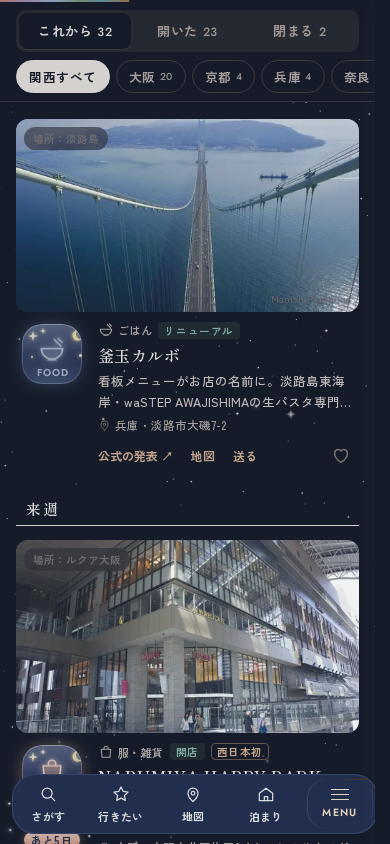 これから 32
開いた 23
閉まる 2
関西すべて
大阪 20
京都 4
兵庫 4
奈良
場所：淡路島
ごはん リニューアル
釜玉カルボ
FOOD
看板メニューがお店の名前に。淡路島東海
岸・waSTEP AWAJISHIMAの生パスタ専門…
兵庫・淡路市大磯7-2
公式の発表 ↗ 地図 送る
来週
場所：ルクア大阪
服・雑貨 開店 西日本初
NARUMIYA HAPPY PARK
さがす
行きたい
地図
泊まり
MENU
あと5日